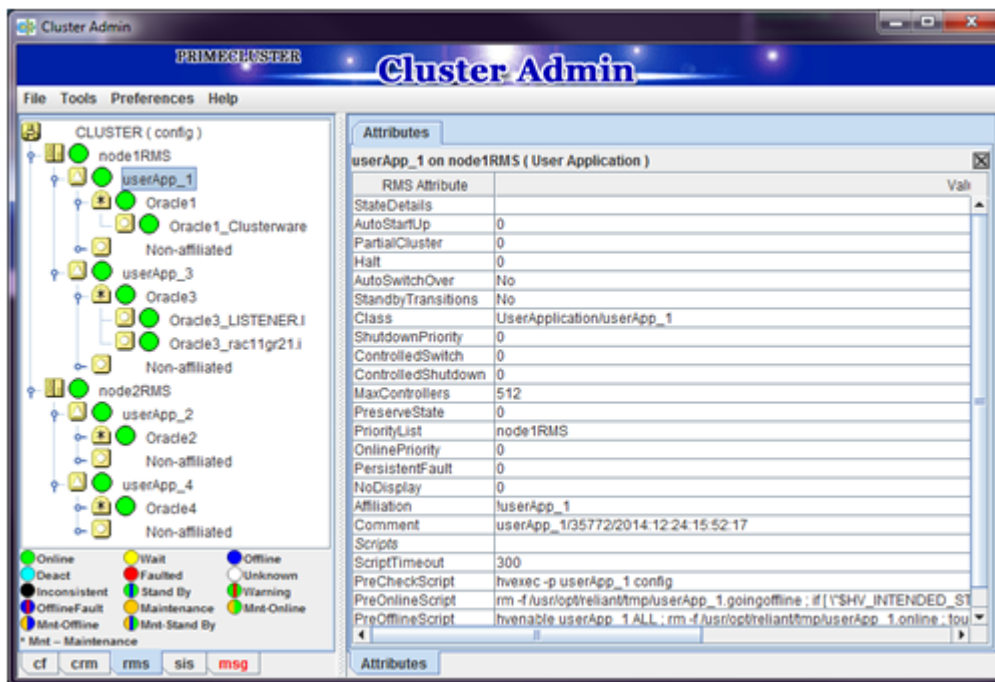 Cluster Admin
PRIMECLUSTER
Cluster Admin
File Tools Preferences Help
CLUSTER ( config )
node1RMS
userApp_1
Oracle1
Oracle1_Clusterware
Non-affiliated
userApp_3
Oracle3
Oracle3_LISTENER.l
Oracle3_rac11gr21.i
Non-affiliated
node2RMS
userApp_2
Oracle2
Non-affiliated
userApp_4
Oracle4
Non-affiliated
Online Wait Offline
Deact Faulted Unknown
Inconsistent Stand By Warning
OfflineFault Maintenance Mnt-Online
Mnt-Offline Mnt-Stand By
* Mnt – Maintenance
cf crm rms sis msg
Attributes
userApp_1 on node1RMS ( User Application )
RMS Attribute Valu
StateDetails
AutoStartUp 0
PartialCluster 0
Halt 0
AutoSwitchOver No
StandbyTransitions No
Class UserApplication/userApp_1
ShutdownPriority 0
ControlledSwitch 0
ControlledShutdown 0
MaxControllers 512
PreserveState 0
PriorityList node1RMS
OnlinePriority 0
PersistentFault 0
NoDisplay 0
Affiliation !userApp_1
Comment userApp_1/35772/2014:12:24:15:52:17
Scripts
ScriptTimeout 300
PreCheckScript hvexec -p userApp_1 config
PreOnlineScript rm -f /usr/opt/reliant/tmp/userApp_1.goingoffline ; if [ \"$HV_INTENDED_ST
PreOfflineScript hvenable userApp_1 ALL ; rm -f /usr/opt/reliant/tmp/userApp_1.online ; tou
Attributes